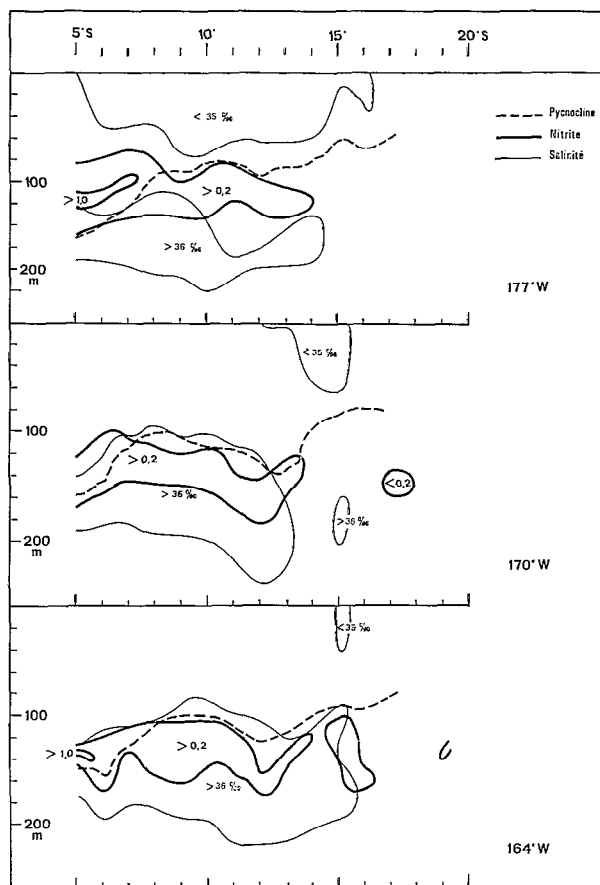 5°S 10° 15° 20°S
Pycnocline
Nitrite
Salinité
< 35 ‰
100
> 1,0
> 0,2
> 36 ‰
200
m
177°W
< 35 ‰
100
> 0,2
< 0,2
> 36 ‰
> 36 ‰
200
m
170°W
< 35 ‰
100
> 1,0
> 0,2
> 36 ‰
200
m
164°W